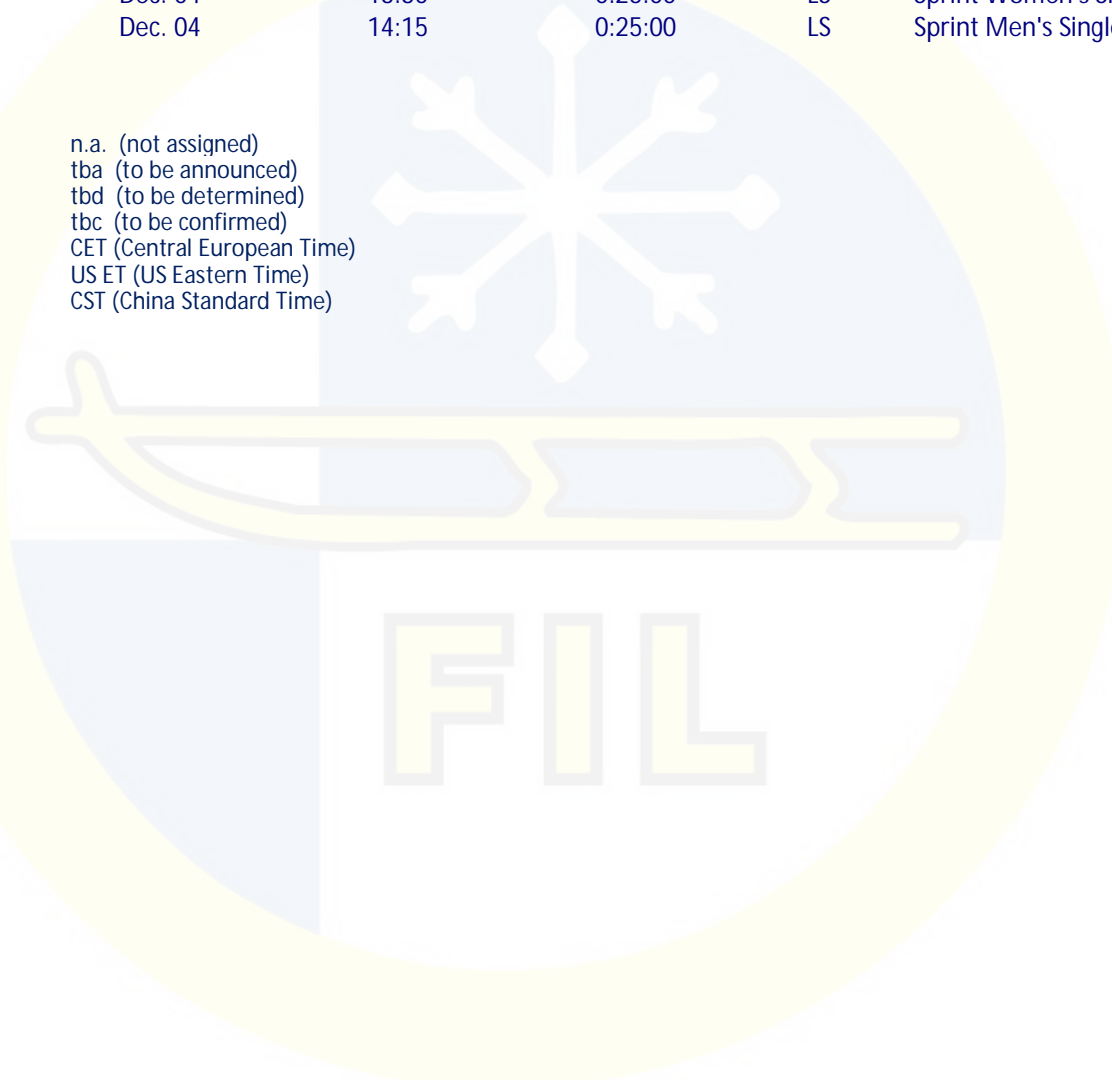 Dec. 04 14:15 0:25:00 LS Sprint Men's
n.a. (not assigned)
tba (to be announced)
tbd (to be determined)
tbc (to be confirmed)
CET (Central European Time)
US ET (US Eastern Time)
CST (China Standard Time)
FIL